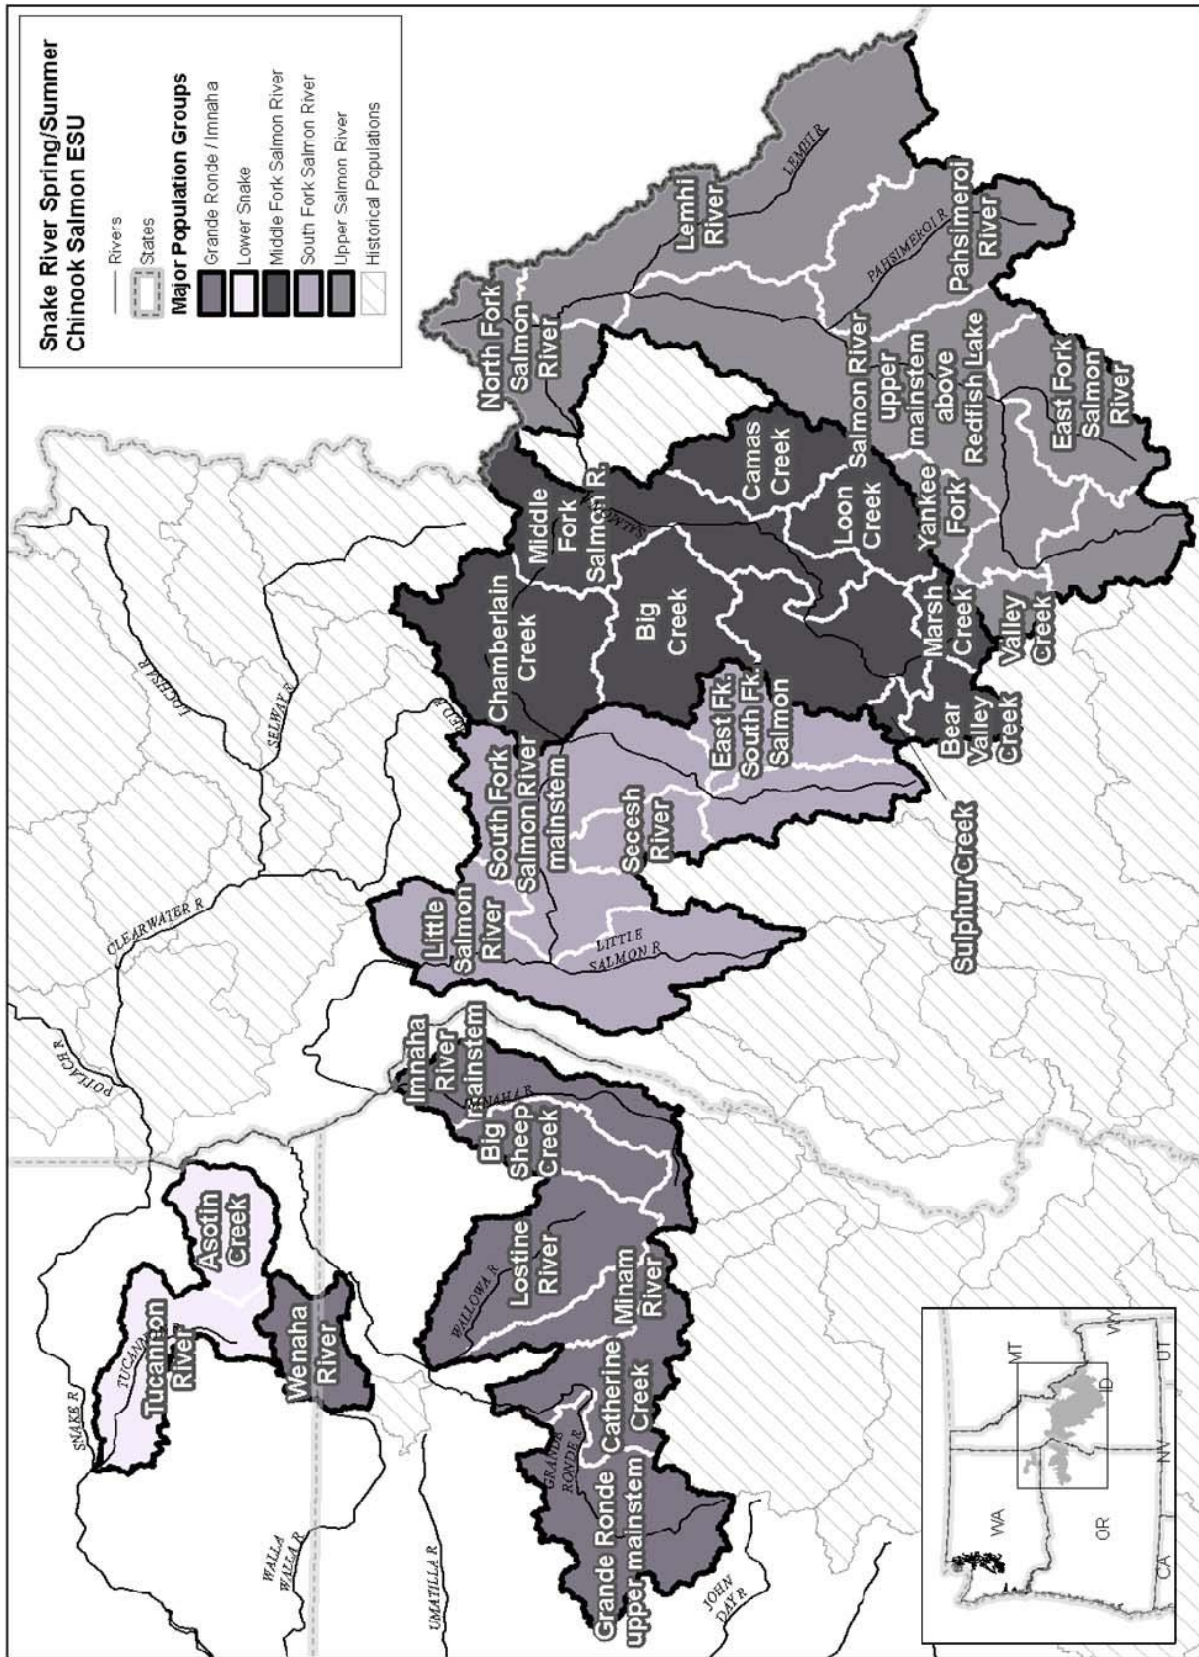 Snake River Spring/Summer
Chinook Salmon ESU
Rivers
States
Major Population Groups
Grande Ronde / Imnaha
Lower Snake
Middle Fork Salmon River
South Fork Salmon River
Upper Salmon River
Historical Populations
SNAKE R
TUCANN
Tucannon
River
Asotin
Creek
Wenaha
River
WALLA
WALLA R
UMATILLA R
JOHN
DAY R
POTLACH R
CLEARWATER R
LOCHSA R
SELWAY R
RED R
Grande Ronde
upper mainstem
GRANDE
RONDE R
Catherine
Creek
Minam
River
WALLOWA R
Lostine
River
Big
Sheep
Creek
Imnaha
River
mainstem
IMNAHA R
Little
Salmon
River
LITTLE
SALMON R
South Fork
Salmon River
mainstem
Secesh
River
East Fk.
South Fk.
Salmon
Chamberlain
Creek
Middle
Fork
Salmon R.
SALMON
Big
Creek
Camas
Creek
Loon
Creek
Marsh
Creek
Bear
Valley
Creek
Sulphur Creek
Valley
Creek
Yankee
Fork
North Fork
Salmon
River
Lemhi
River
LEMHI R
PAHSIMEROI R
Pahsimeroi
River
Salmon River
upper
mainstem
above
Redfish Lake
East Fork
Salmon
River
WA
OR
CA
NV
ID
MT
WY
UT